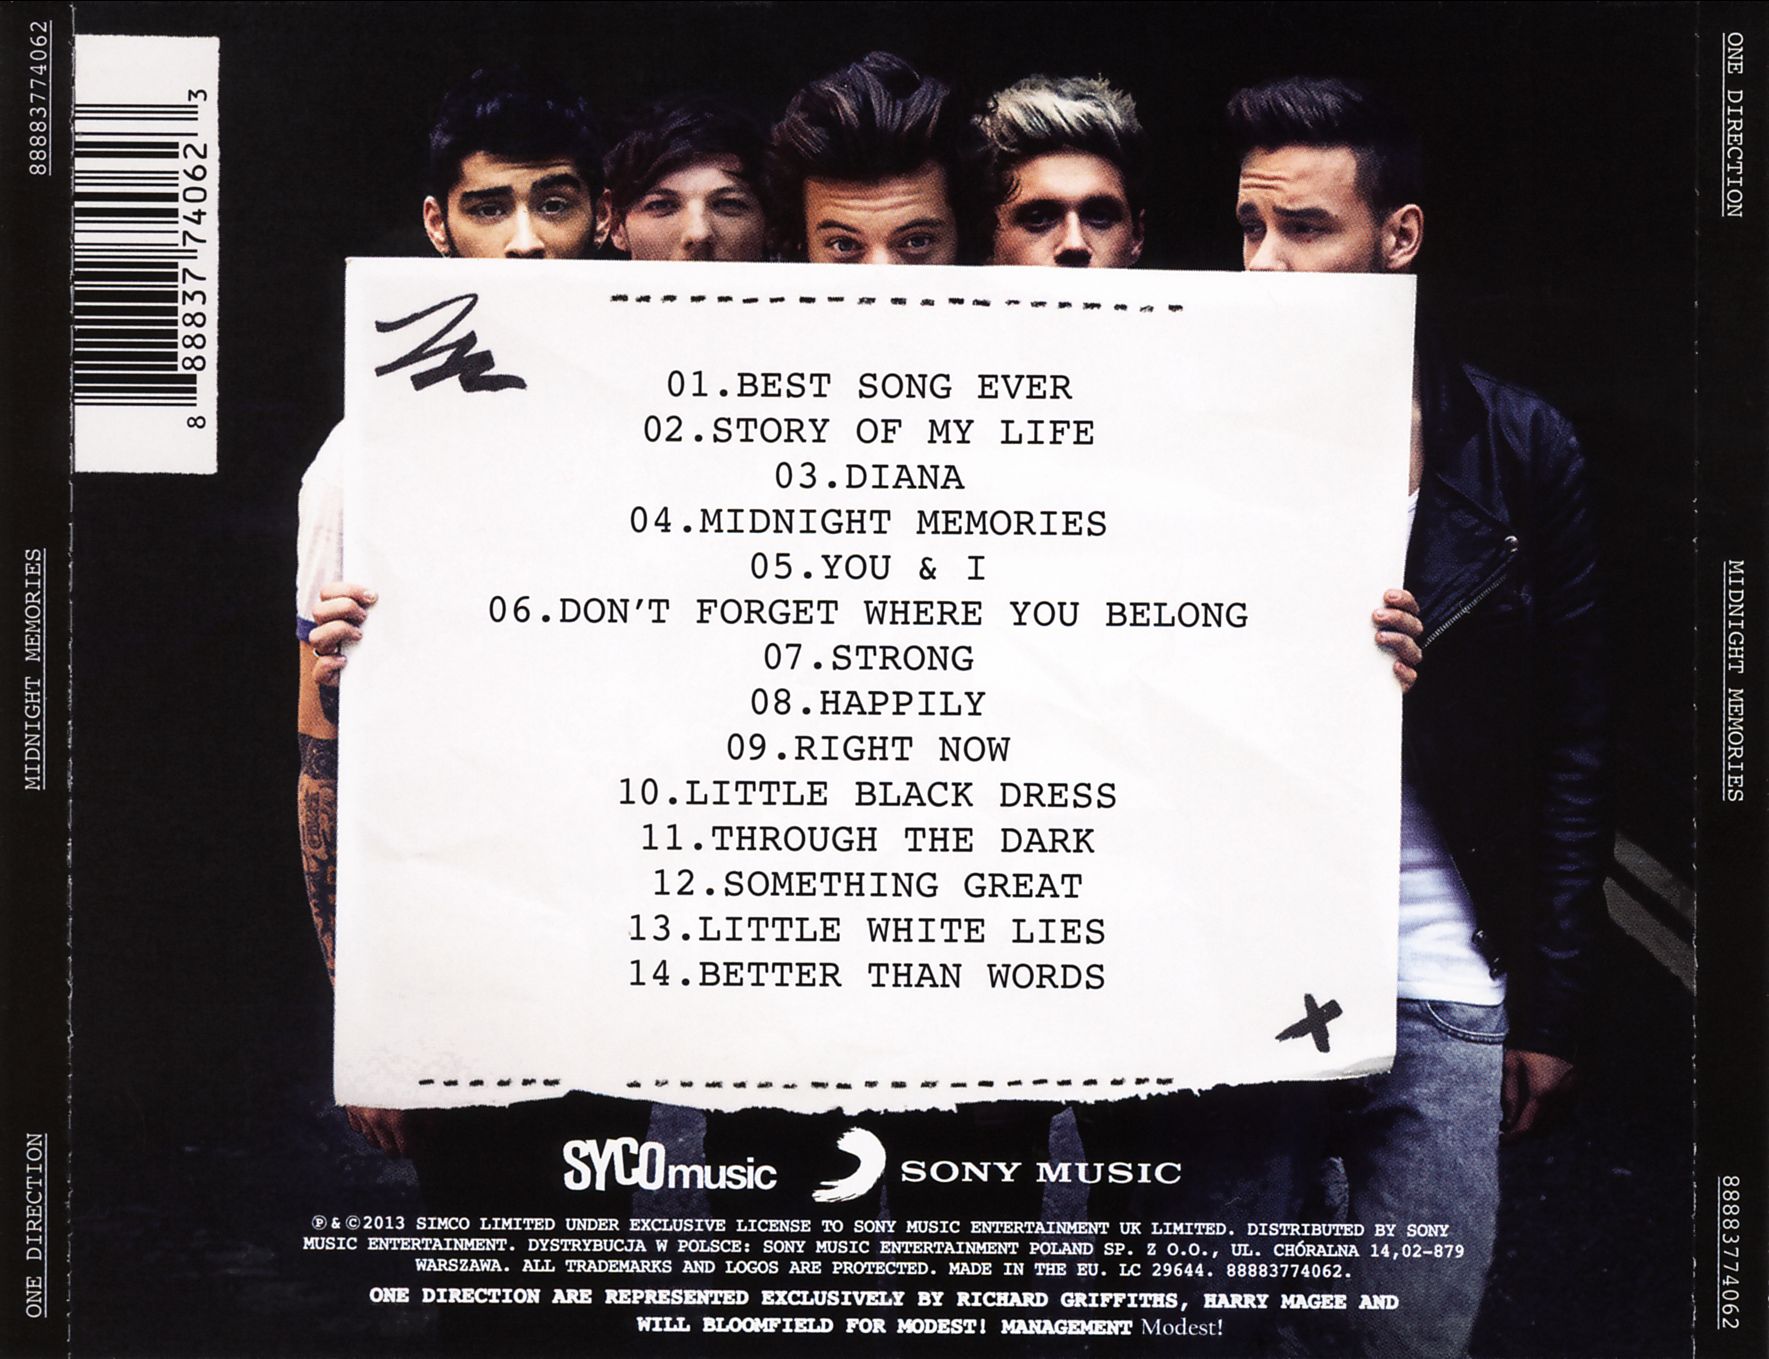 88883774062
MIDNIGHT MEMORIES
ONE DIRECTION
8 88837 74062 3
01.BEST SONG EVER
02.STORY OF MY LIFE
03.DIANA
04.MIDNIGHT MEMORIES
05.YOU & I
06.DON'T FORGET WHERE YOU BELONG
07.STRONG
08.HAPPILY
09.RIGHT NOW
10.LITTLE BLACK DRESS
11.THROUGH THE DARK
12.SOMETHING GREAT
13.LITTLE WHITE LIES
14.BETTER THAN WORDS
SYCOmusic
SONY MUSIC
℗&©2013 SIMCO LIMITED UNDER EXCLUSIVE LICENSE TO SONY MUSIC ENTERTAINMENT UK LIMITED. DISTRIBUTED BY SONY
MUSIC ENTERTAINMENT. DYSTRYBUCJA W POLSCE: SONY MUSIC ENTERTAINMENT POLAND SP. Z O.O., UL. CHÓRALNA 14,02-879
WARSZAWA. ALL TRADEMARKS AND LOGOS ARE PROTECTED. MADE IN THE EU. LC 29644. 88883774062.
ONE DIRECTION ARE REPRESENTED EXCLUSIVELY BY RICHARD GRIFFITHS, HARRY MAGEE AND
WILL BLOOMFIELD FOR MODEST! MANAGEMENT Modest!
ONE DIRECTION
MIDNIGHT MEMORIES
88883774062